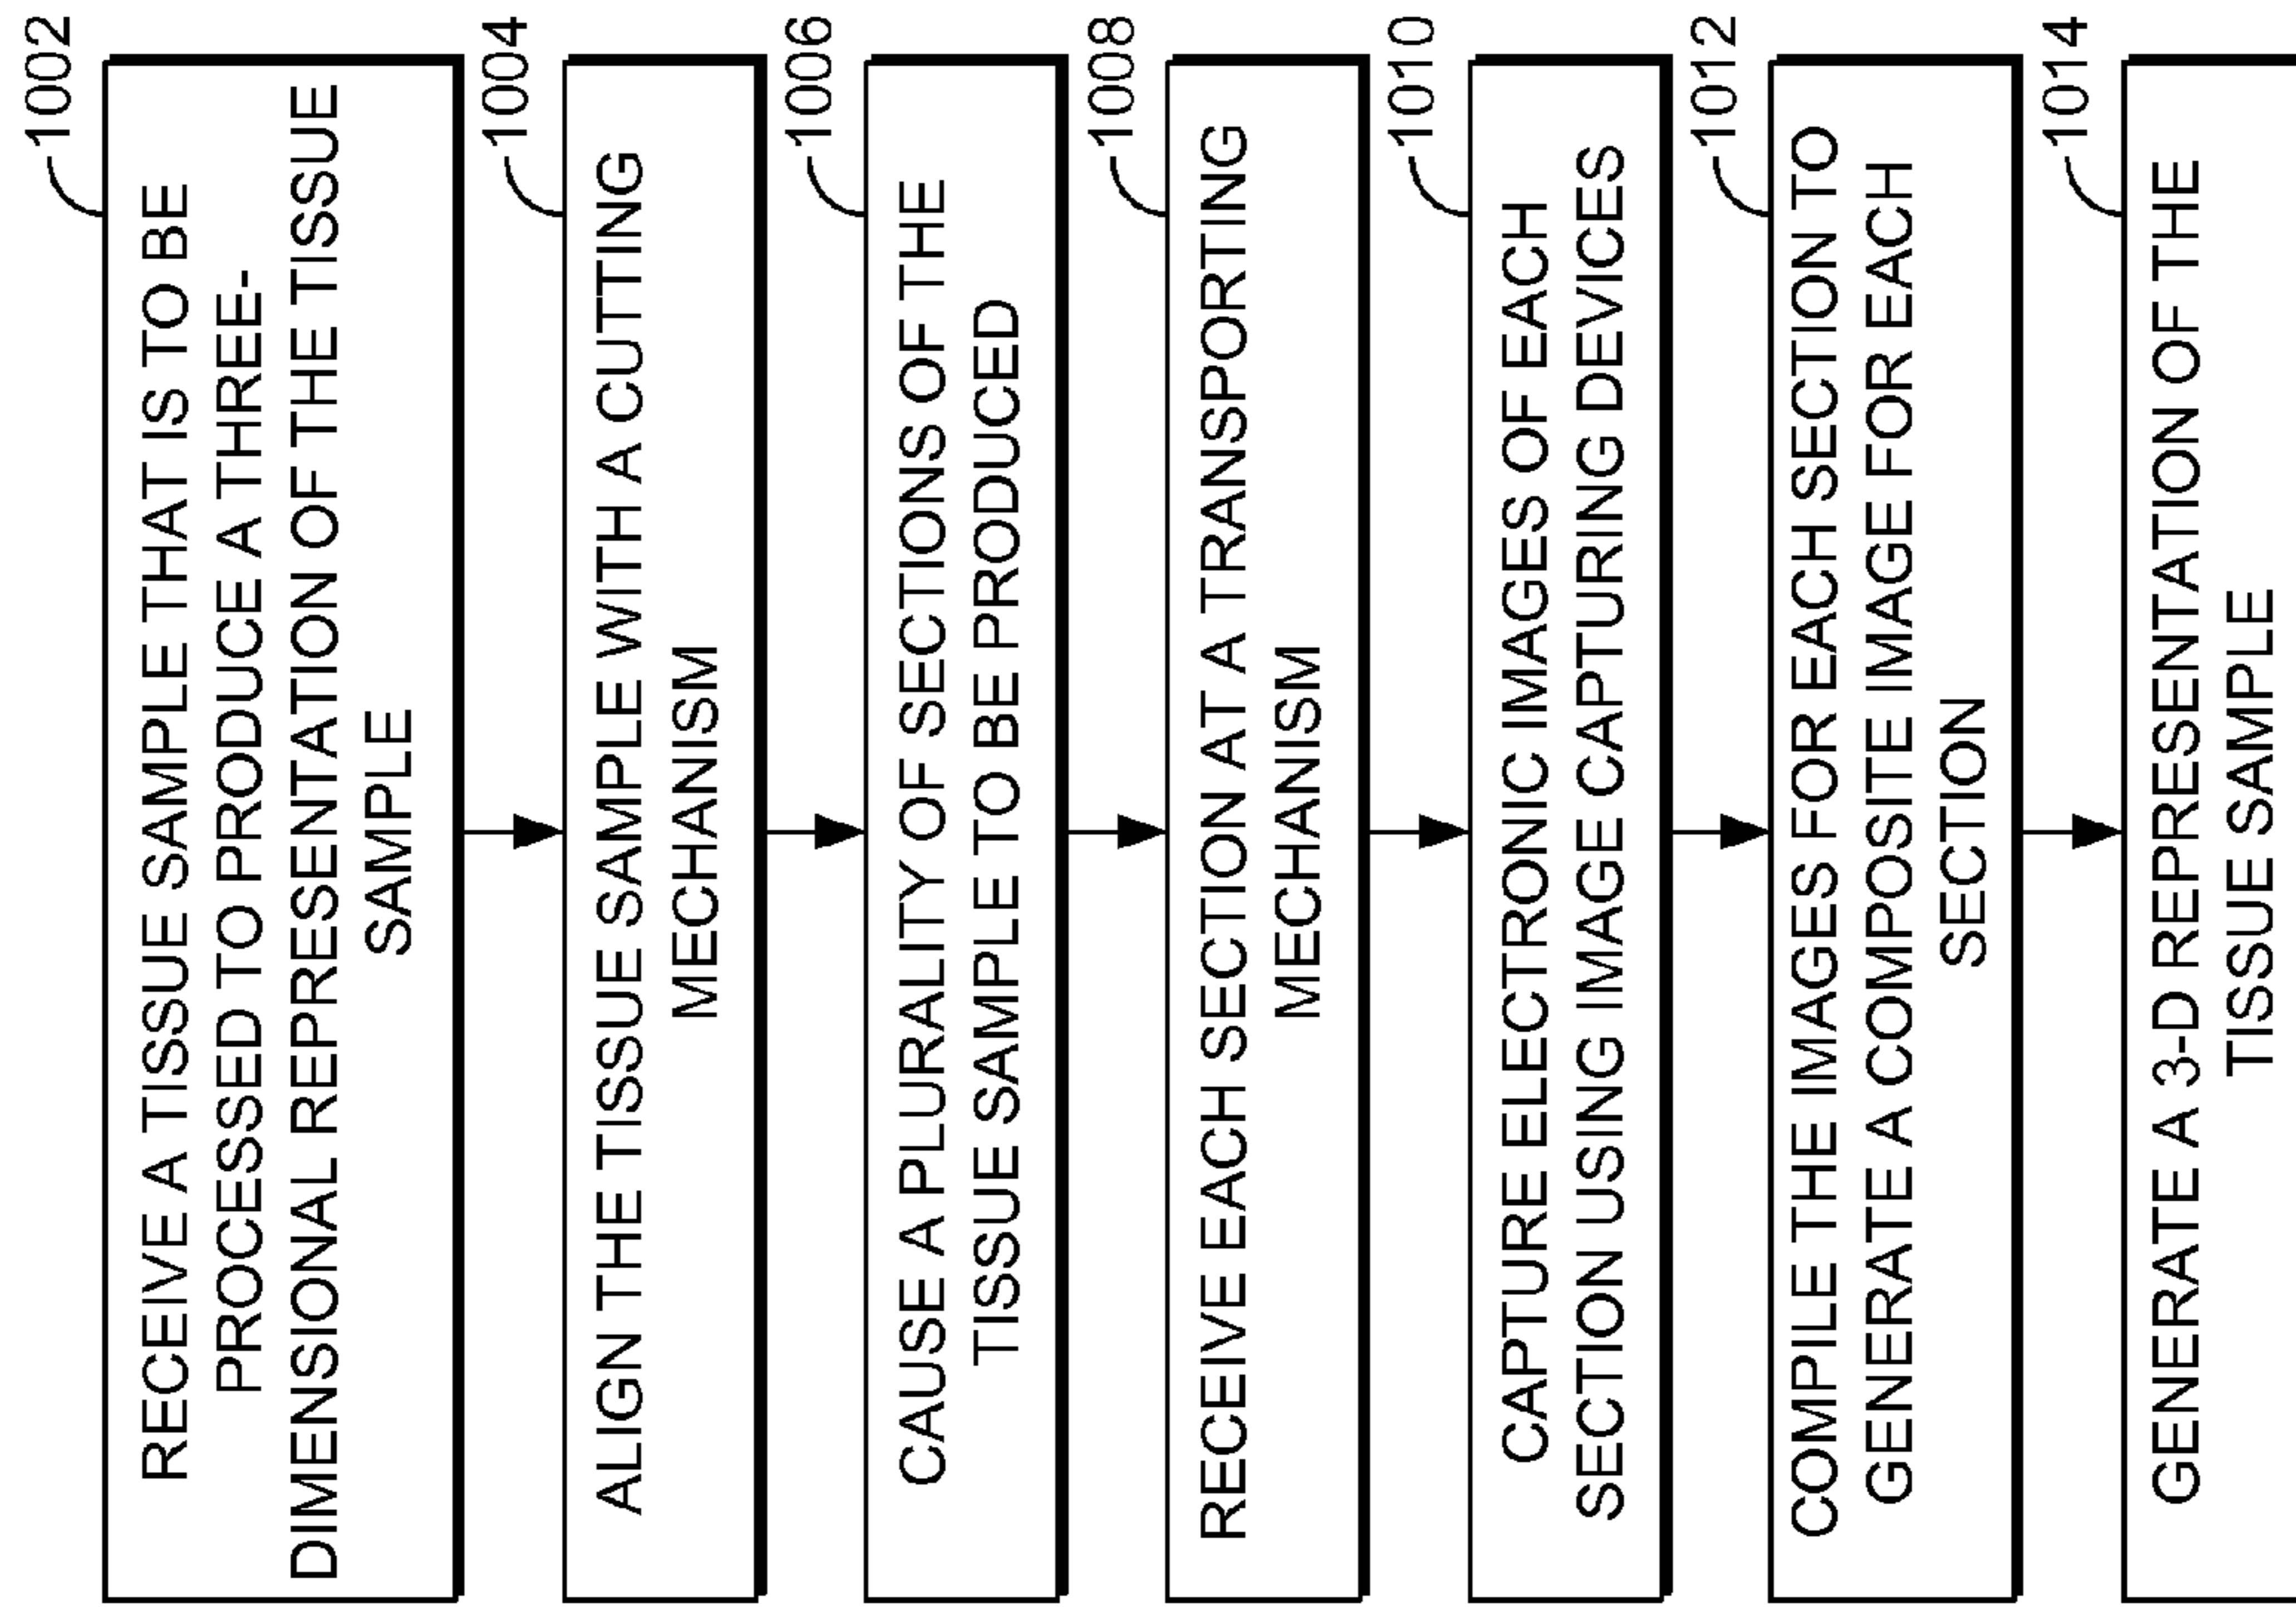 1002
RECEIVE A TISSUE SAMPLE THAT IS TO BE
PROCESSED TO PRODUCE A THREE-
DIMENSIONAL REPRESENTATION OF THE TISSUE
SAMPLE
1004
ALIGN THE TISSUE SAMPLE WITH A CUTTING
MECHANISM
1006
CAUSE A PLURALITY OF SECTIONS OF THE
TISSUE SAMPLE TO BE PRODUCED
1008
RECEIVE EACH SECTION AT A TRANSPORTING
MECHANISM
1010
CAPTURE ELECTRONIC IMAGES OF EACH
SECTION USING IMAGE CAPTURING DEVICES
1012
COMPILE THE IMAGES FOR EACH SECTION TO
GENERATE A COMPOSITE IMAGE FOR EACH
SECTION
1014
GENERATE A 3-D REPRESENTATION OF THE
TISSUE SAMPLE